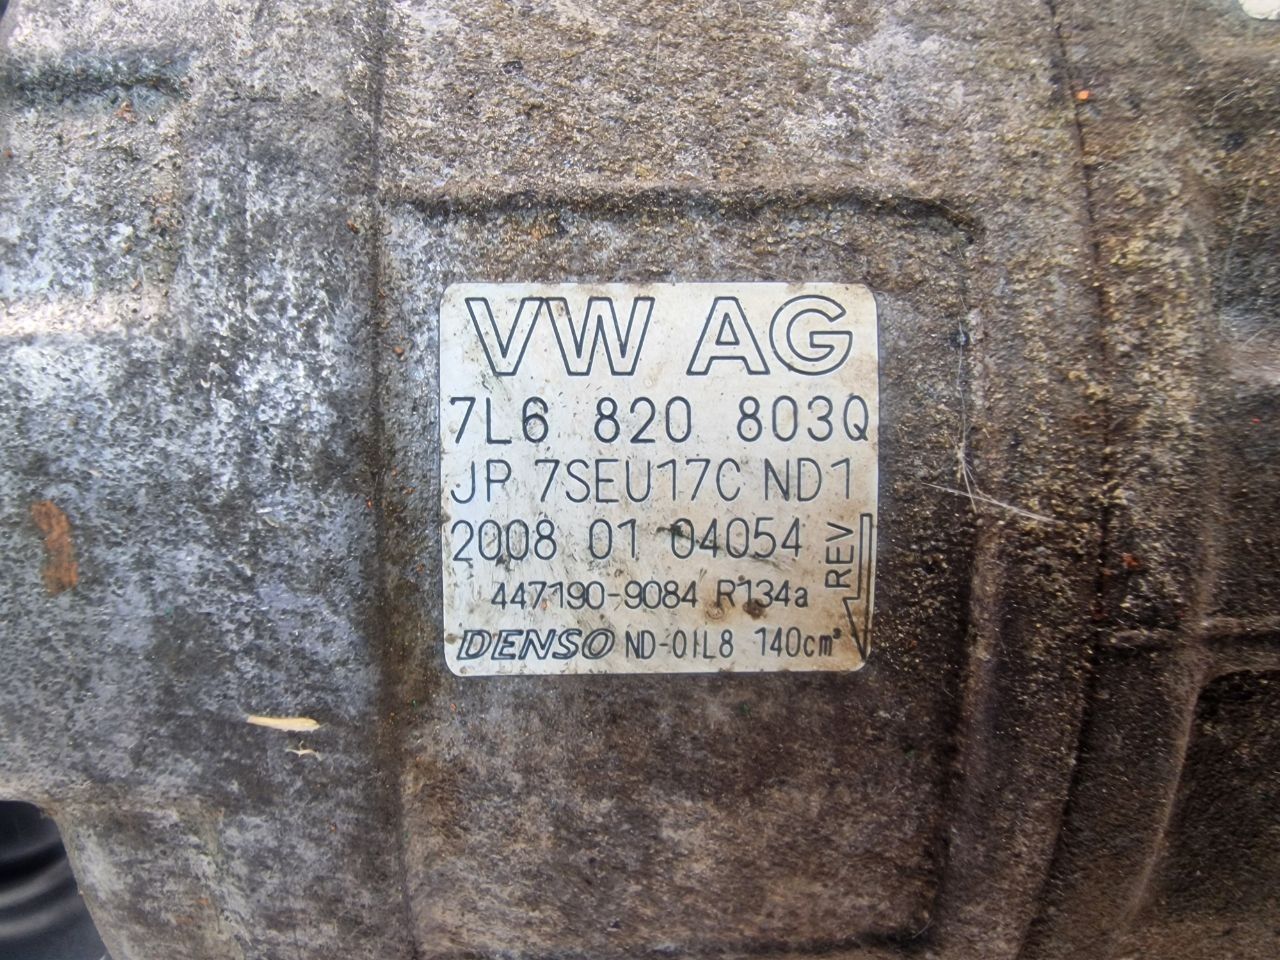 VW AG
7L6 820 803Q
JP 7SEU17C ND1
2008 01 04054
REV
447190-9084 R134a
DENSO ND-OIL8 140cm³